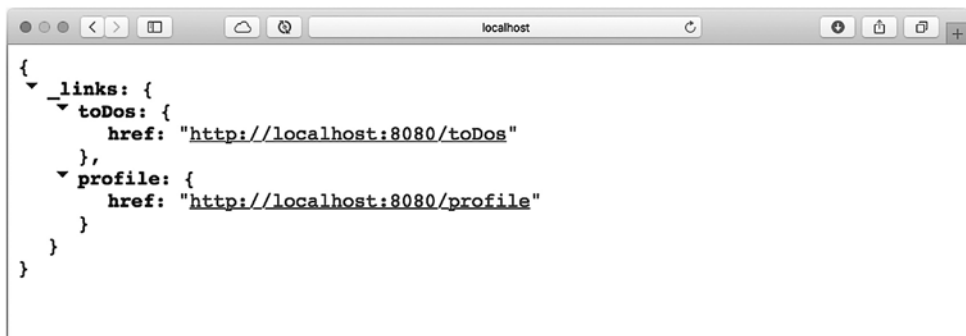 localhost
{
_links: {
toDos: {
href: "http://localhost:8080/toDos"
},
profile: {
href: "http://localhost:8080/profile"
}
}
}